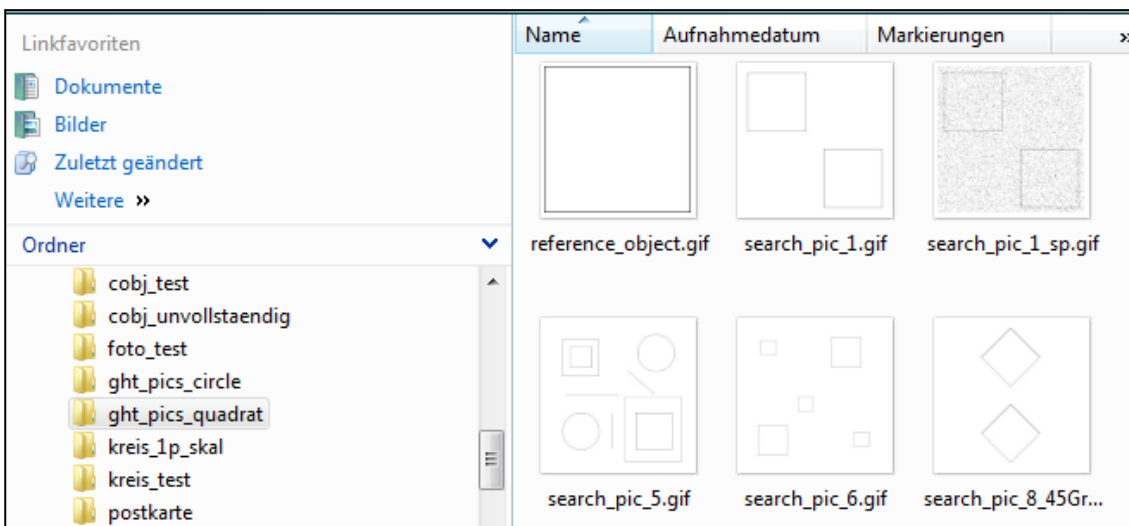 Linkfavoriten
Dokumente
Bilder
Zuletzt geändert
Weitere »
Ordner
cobj_test
cobj_unvollstaendig
foto_test
ght_pics_circle
ght_pics_quadrat
kreis_1p_skal
kreis_test
postkarte
Name Aufnahmedatum Markierungen »
reference_object.gif search_pic_1.gif search_pic_1_sp.gif
search_pic_5.gif search_pic_6.gif search_pic_8_45Gr...